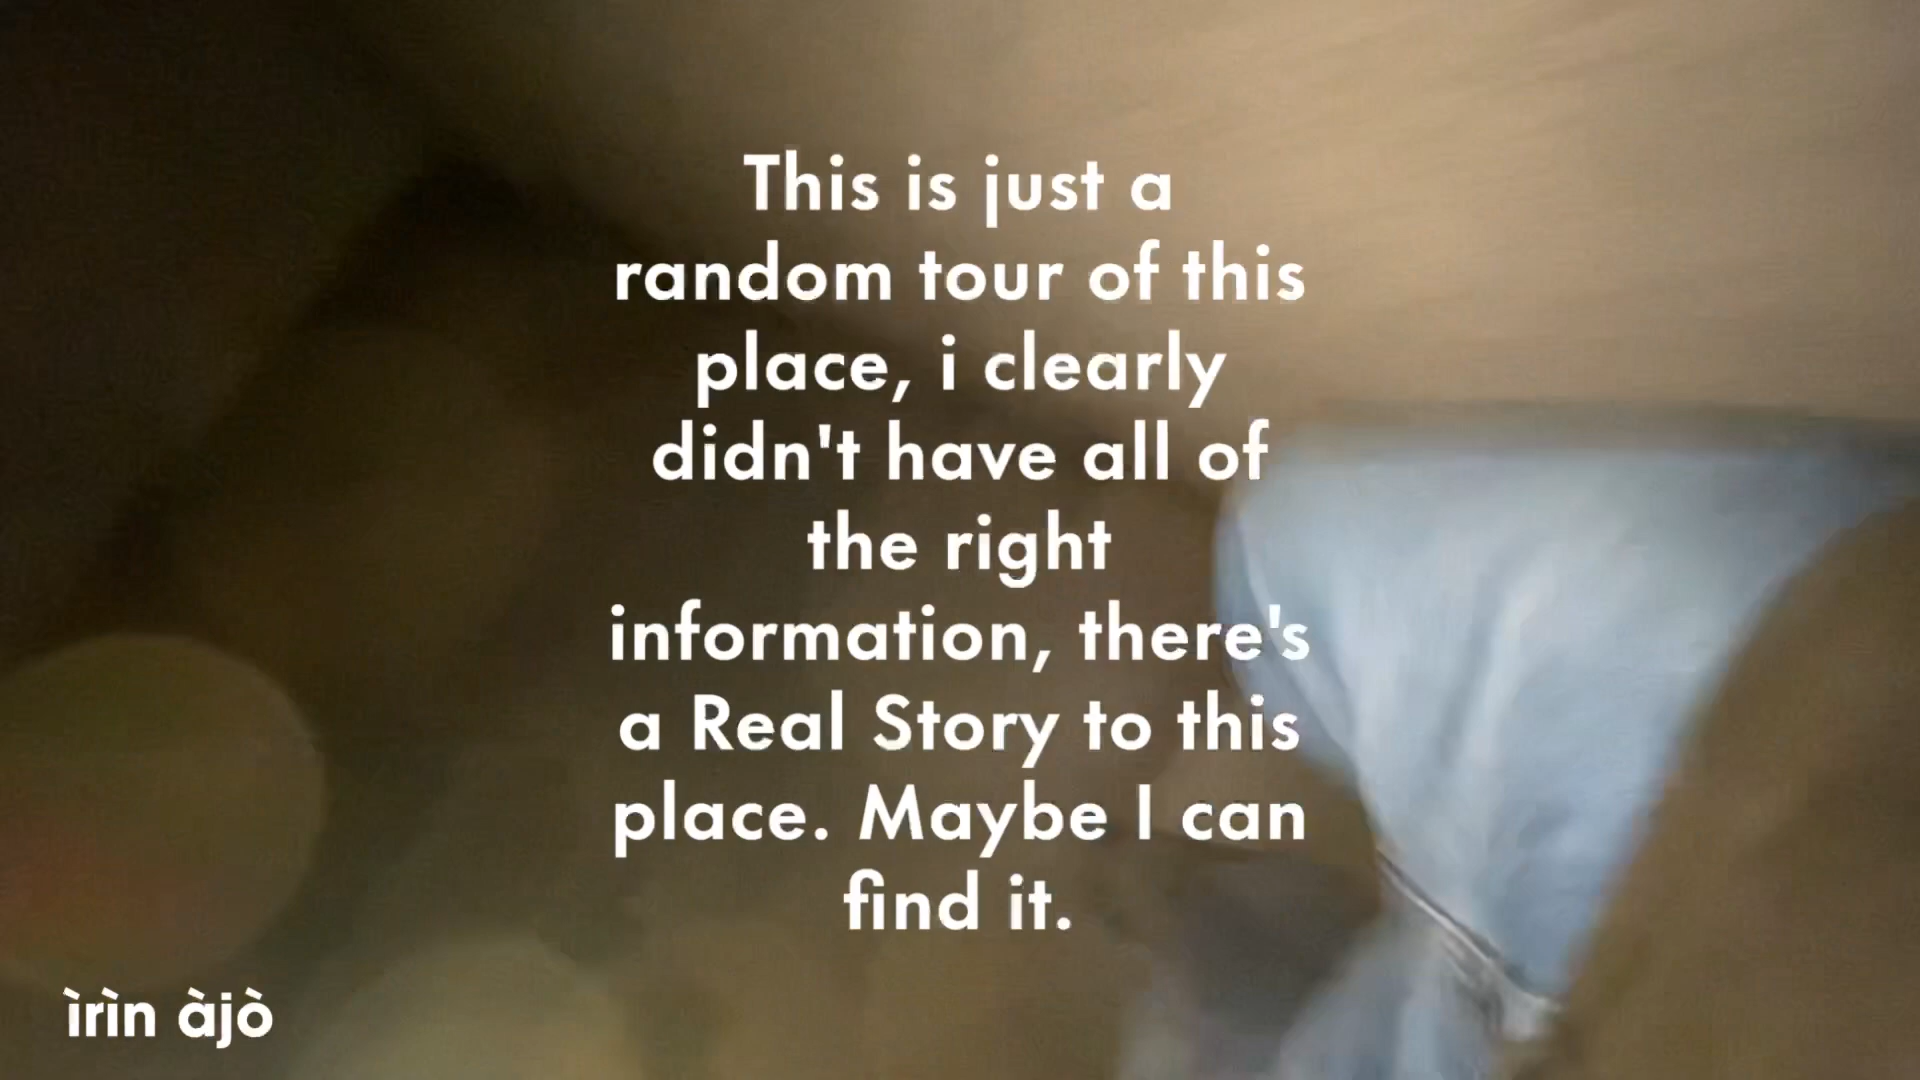 This is just a
random tour of this
place, i clearly
didn't have all of
the right
information, there's
a Real Story to this
place. Maybe I can
find it.
ìrìn àjò